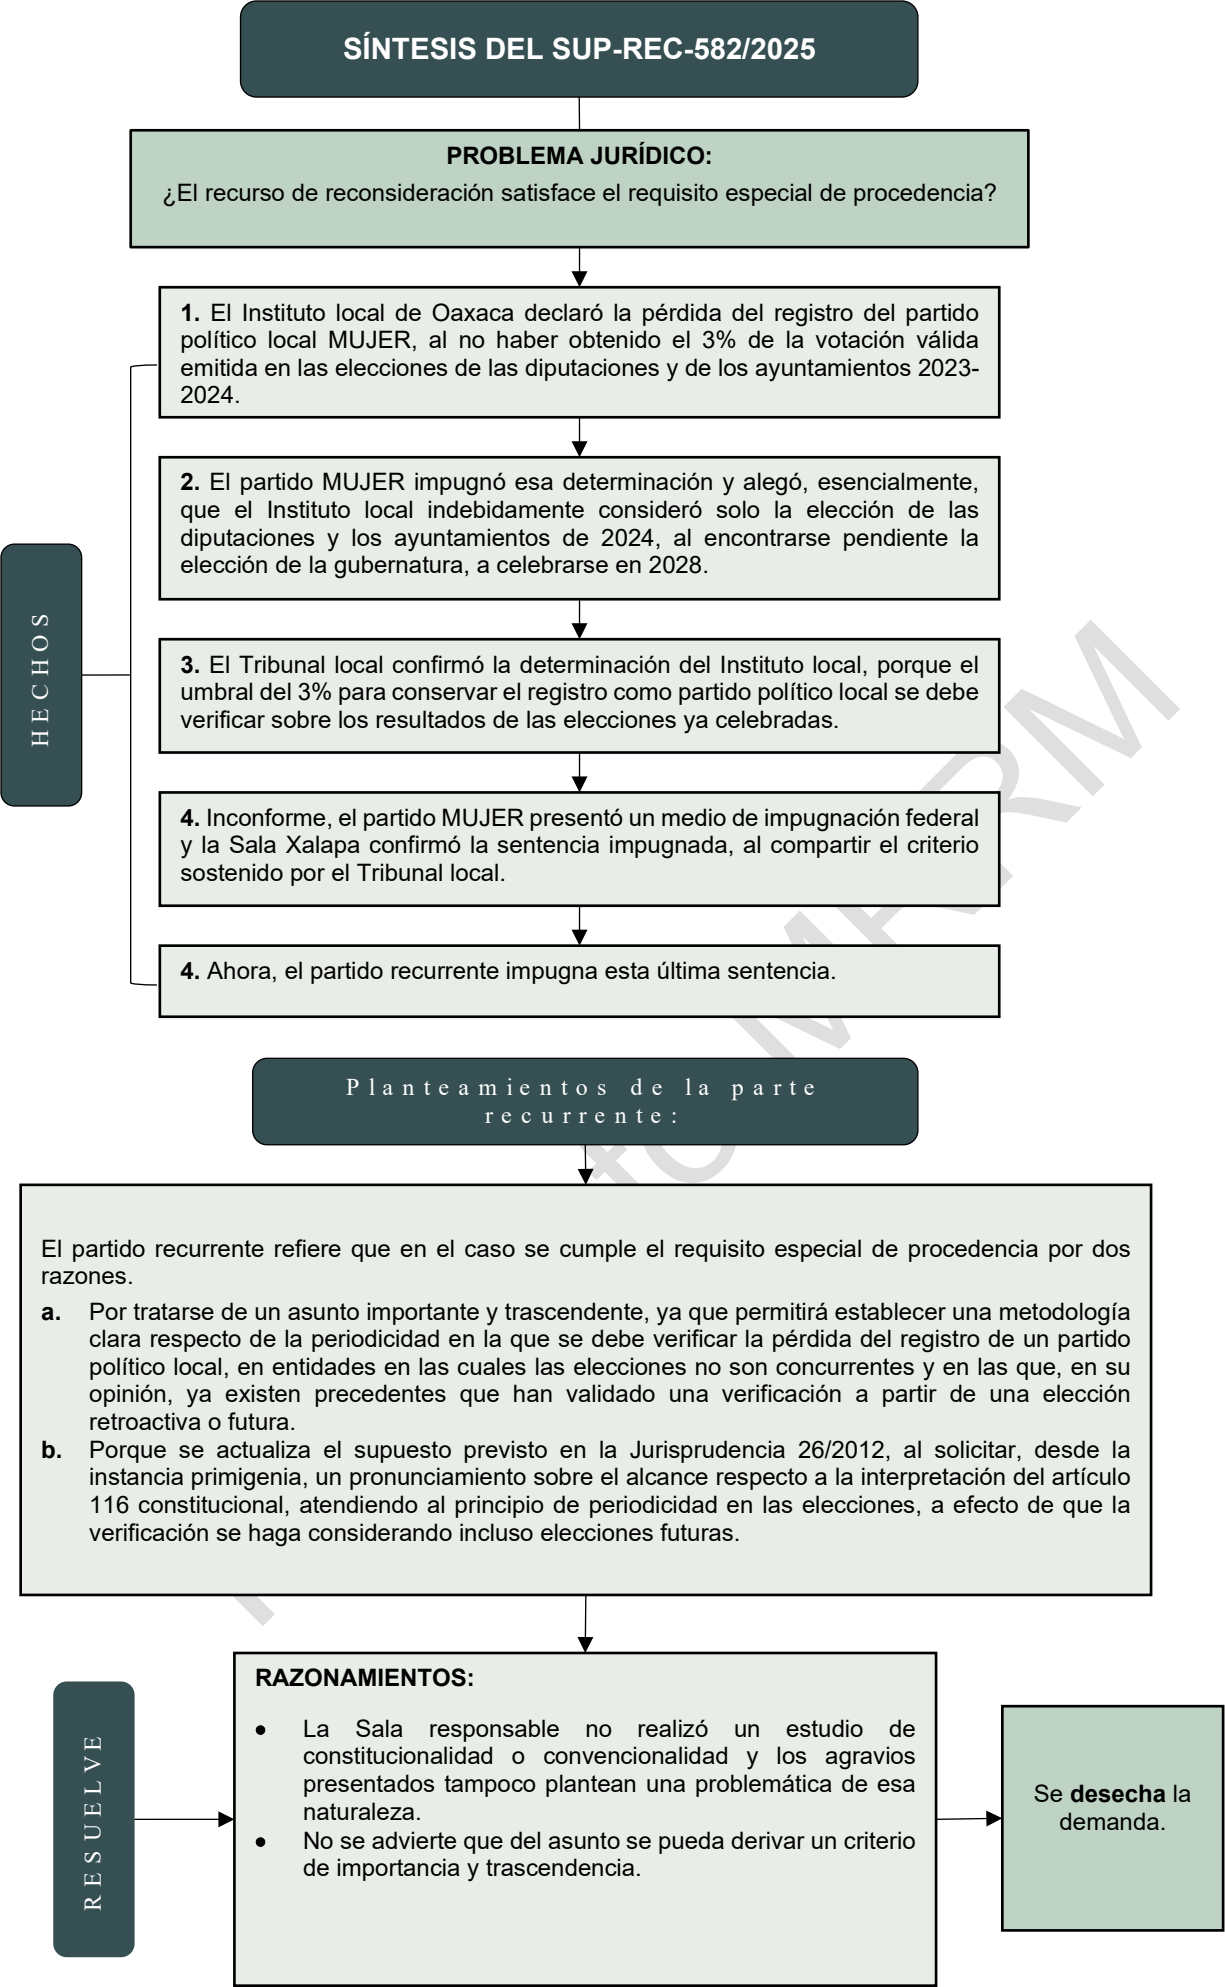 SÍNTESIS DEL SUP-REC-582/2025
PROBLEMA JURÍDICO:
¿El recurso de reconsideración satisface el requisito especial de procedencia?
HECHOS
1. El Instituto local de Oaxaca declaró la pérdida del registro del partido
político local MUJER, al no haber obtenido el 3% de la votación válida
emitida en las elecciones de las diputaciones y de los ayuntamientos 2023-
2024.
2. El partido MUJER impugnó esa determinación y alegó, esencialmente,
que el Instituto local indebidamente consideró solo la elección de las
diputaciones y los ayuntamientos de 2024, al encontrarse pendiente la
elección de la gubernatura, a celebrarse en 2028.
3. El Tribunal local confirmó la determinación del Instituto local, porque el
umbral del 3% para conservar el registro como partido político local se debe
verificar sobre los resultados de las elecciones ya celebradas.
4. Inconforme, el partido MUJER presentó un medio de impugnación federal
y la Sala Xalapa confirmó la sentencia impugnada, al compartir el criterio
sostenido por el Tribunal local.
4. Ahora, el partido recurrente impugna esta última sentencia.
Planteamientos de la parte
recurrente:
El partido recurrente refiere que en el caso se cumple el requisito especial de procedencia por dos
razones.
a. Por tratarse de un asunto importante y trascendente, ya que permitirá establecer una metodología
clara respecto de la periodicidad en la que se debe verificar la pérdida del registro de un partido
político local, en entidades en las cuales las elecciones no son concurrentes y en las que, en su
opinión, ya existen precedentes que han validado una verificación a partir de una elección
retroactiva o futura.
b. Porque se actualiza el supuesto previsto en la Jurisprudencia 26/2012, al solicitar, desde la
instancia primigenia, un pronunciamiento sobre el alcance respecto a la interpretación del artículo
116 constitucional, atendiendo al principio de periodicidad en las elecciones, a efecto de que la
verificación se haga considerando incluso elecciones futuras.
RESUELVE
RAZONAMIENTOS:
• La Sala responsable no realizó un estudio de
constitucionalidad o convencionalidad y los agravios
presentados tampoco plantean una problemática de esa
naturaleza.
• No se advierte que del asunto se pueda derivar un criterio
de importancia y trascendencia.
Se desecha la
demanda.